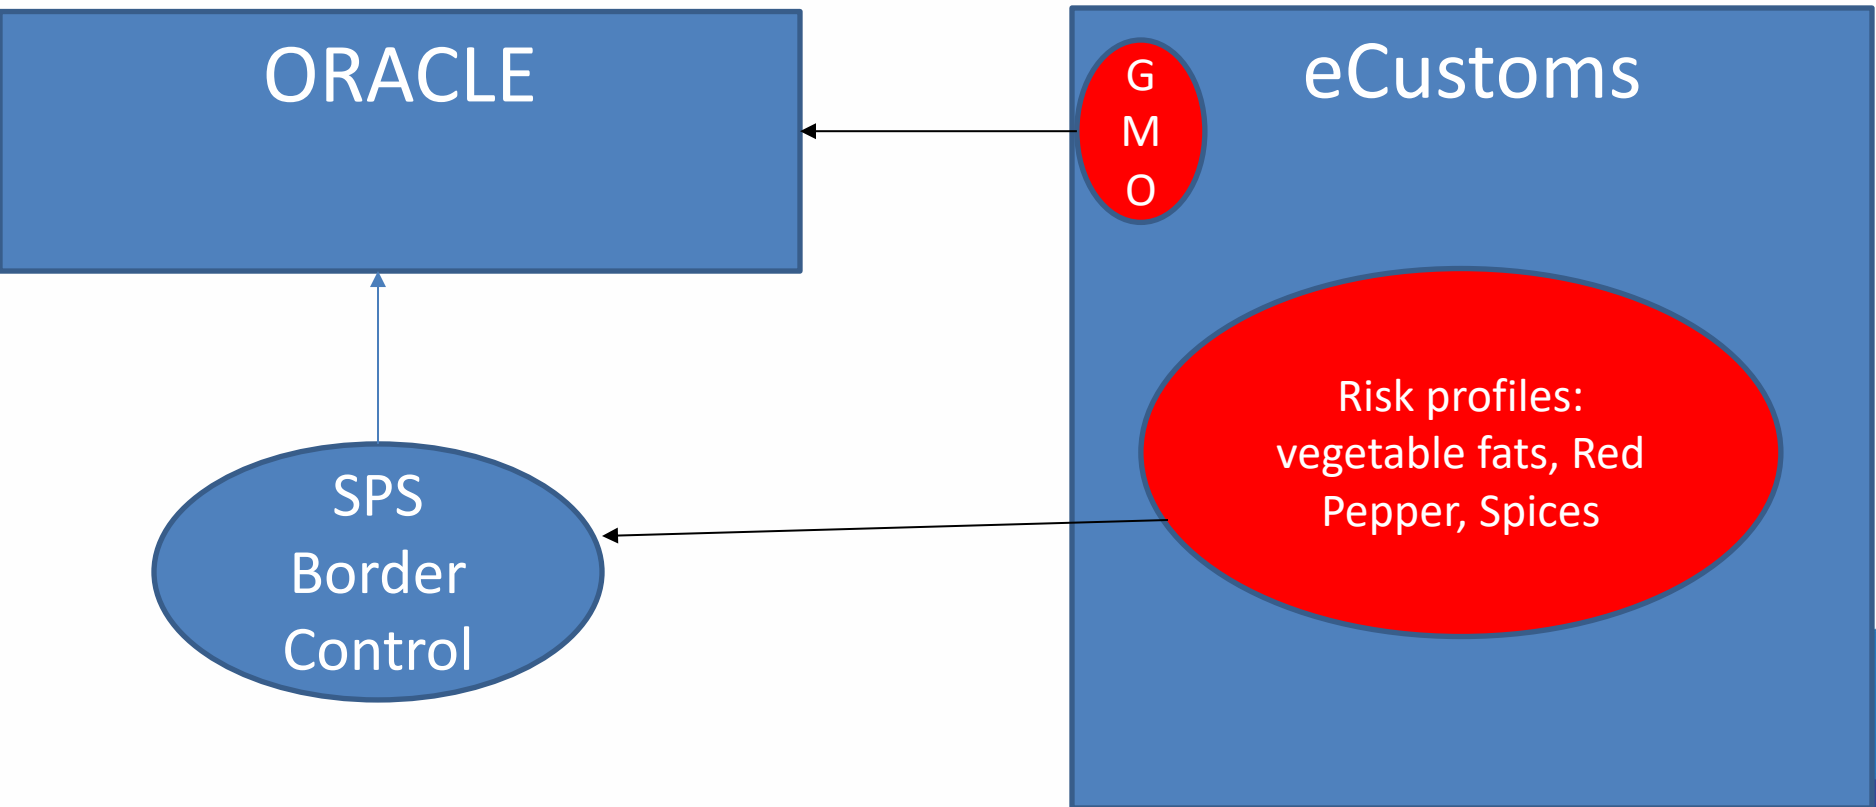 ORACLE
eCustoms
G
M
O
Risk profiles:
vegetable fats, Red
Pepper, Spices
SPS
Border
Control